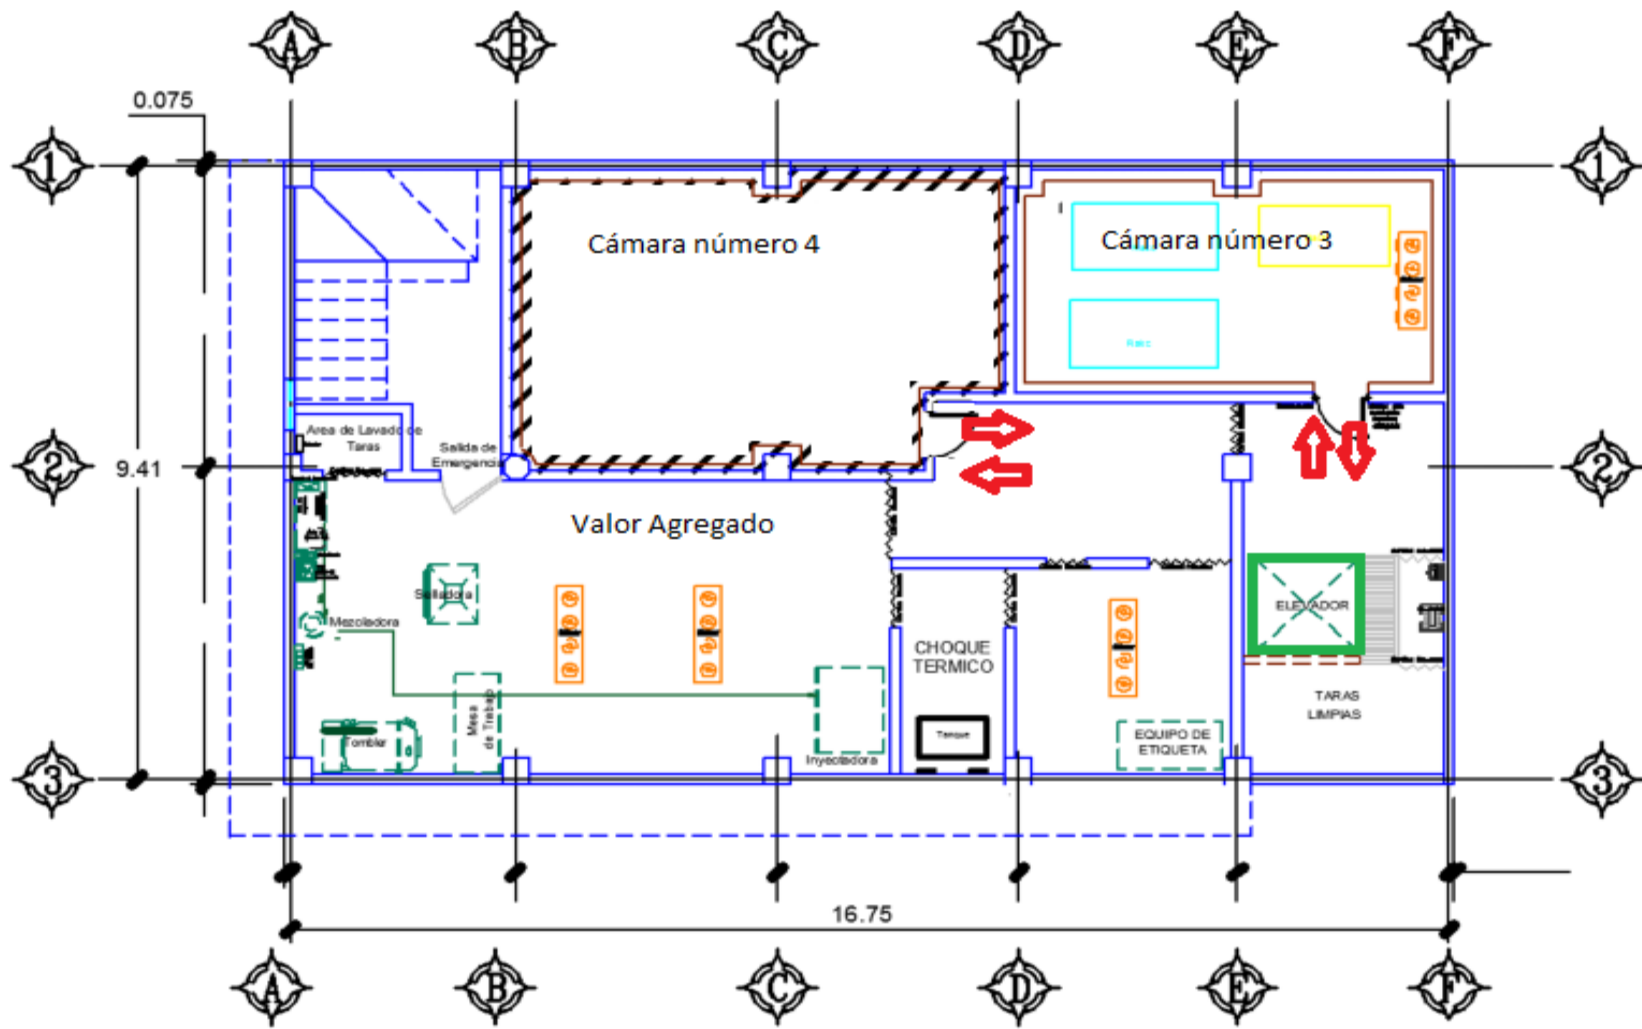 A B C D E F
0.075
1 1
Cámara número 4
Cámara número 3
Rack
Area de Lavado de
Taras
Salida de
Emergencia
2 2
9.41
Valor Agregado
Selladora
Mezcladora
ELEVADOR
CHOQUE
TERMICO
TARAS
LIMPIAS
Mesa
de Trabajo
Tombler
Tanque
EQUIPO DE
ETIQUETA
Inyectadora
3 3
16.75
A B C D E F